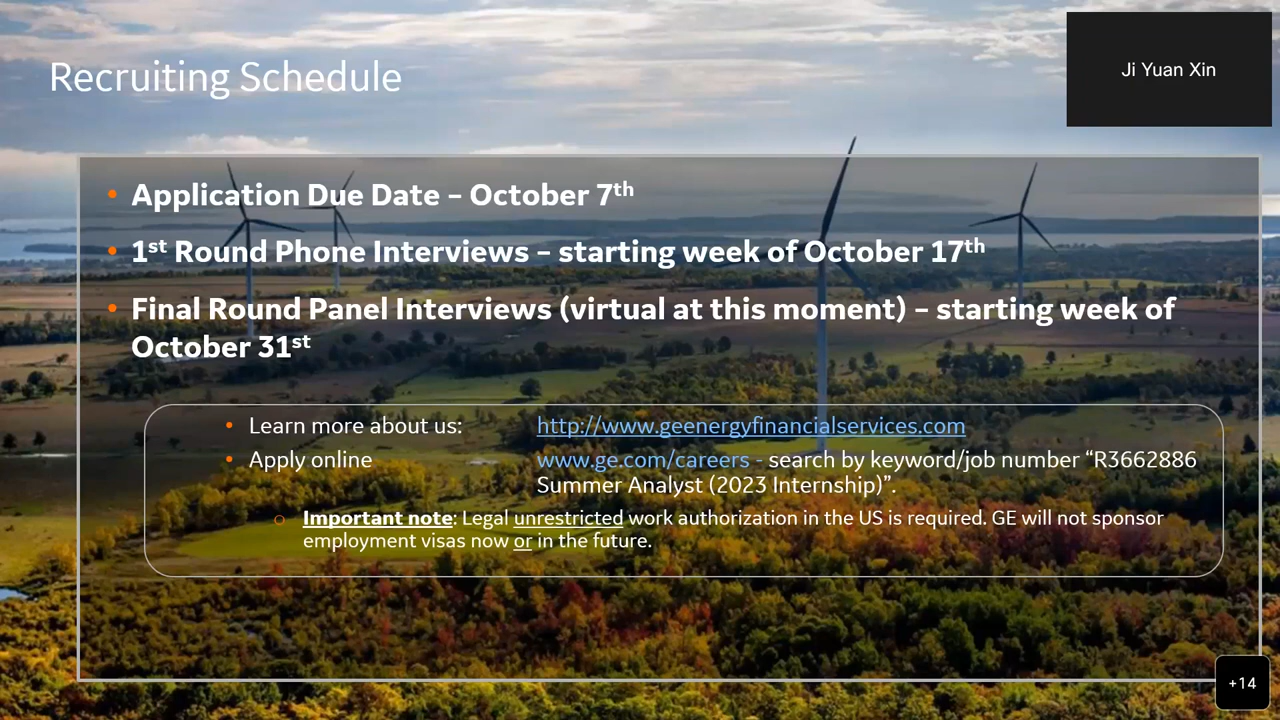 Recruiting Schedule
Ji Yuan Xin
• Application Due Date – October 7th
• 1st Round Phone Interviews – starting week of October 17th
• Final Round Panel Interviews (virtual at this moment) – starting week of
October 31st
• Learn more about us: http://www.geenergyfinancialservices.com
• Apply online www.ge.com/careers - search by keyword/job number “R3662886
Summer Analyst (2023 Internship)”.
o Important note: Legal unrestricted work authorization in the US is required. GE will not sponsor
employment visas now or in the future.
+14